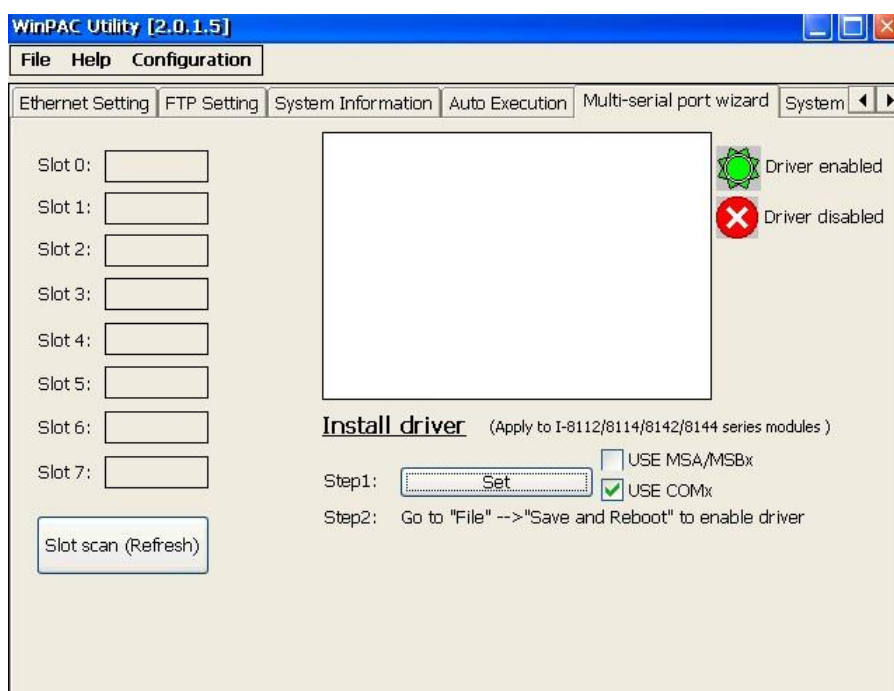 WinPAC Utility [2.0.1.5]
File Help Configuration
Ethernet Setting FTP Setting System Information Auto Execution Multi-serial port wizard System
Slot 0:
Slot 1:
Slot 2:
Slot 3:
Slot 4:
Slot 5:
Slot 6:
Slot 7:
Slot scan (Refresh)
Driver enabled
Driver disabled
Install driver (Apply to I-8112/8114/8142/8144 series modules )
USE MSA/MSBx
Step1: Set
USE COMx
Step2: Go to "File" -->"Save and Reboot" to enable driver